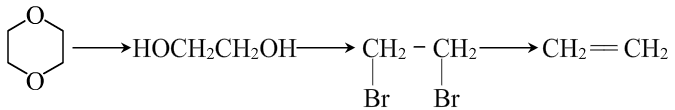 O
HOCH₂CH₂OH CH₂ - CH₂ CH₂=CH₂
O
Br Br